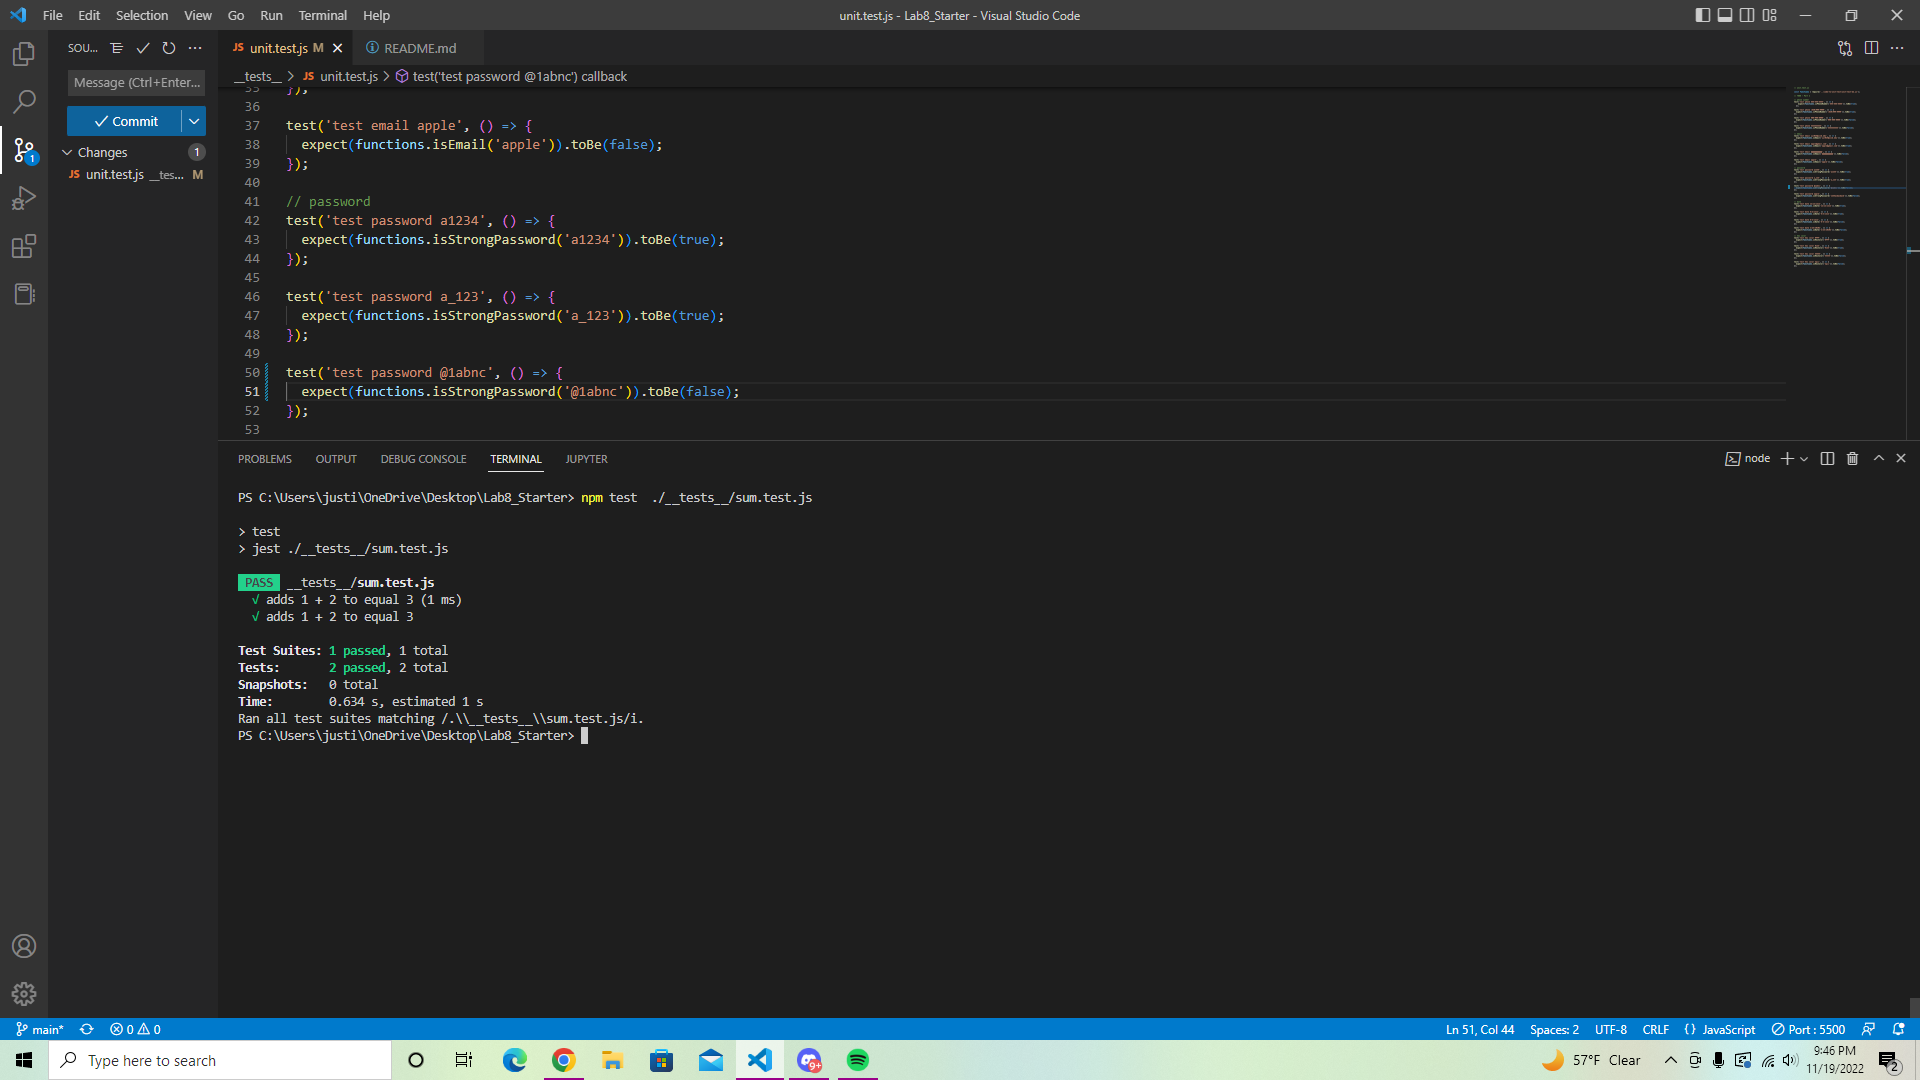 File Edit Selection View Go Run Terminal Help
unit.test.js - Lab8_Starter - Visual Studio Code
SOU...
Message (Ctrl+Enter...
Commit
Changes 1
JS unit.test.js __tes... M
1
JS unit.test.js M
README.md
__tests__ > JS unit.test.js > test('test password @1abnc') callback
35 });
36
37 test('test email apple', () => {
38 expect(functions.isEmail('apple')).toBe(false);
39 });
40
41 // password
42 test('test password a1234', () => {
43 expect(functions.isStrongPassword('a1234')).toBe(true);
44 });
45
46 test('test password a_123', () => {
47 expect(functions.isStrongPassword('a_123')).toBe(true);
48 });
49
50 test('test password @1abnc', () => {
51 expect(functions.isStrongPassword('@1abnc')).toBe(false);
52 });
53
PROBLEMS OUTPUT DEBUG CONSOLE TERMINAL JUPYTER
node
PS C:\Users\justi\OneDrive\Desktop\Lab8_Starter> npm test  ./__tests__/sum.test.js
> test
> jest ./__tests__/sum.test.js
PASS __tests__/sum.test.js
√ adds 1 + 2 to equal 3 (1 ms)
√ adds 1 + 2 to equal 3
Test Suites: 1 passed, 1 total
Tests: 2 passed, 2 total
Snapshots: 0 total
Time: 0.634 s, estimated 1 s
Ran all test suites matching /.\\__tests__\\sum.test.js/i.
PS C:\Users\justi\OneDrive\Desktop\Lab8_Starter>
main* 0 0
Ln 51, Col 44 Spaces: 2 UTF-8 CRLF {} JavaScript Port : 5500
Type here to search
9+
57°F Clear
9:46 PM
11/19/2022
2